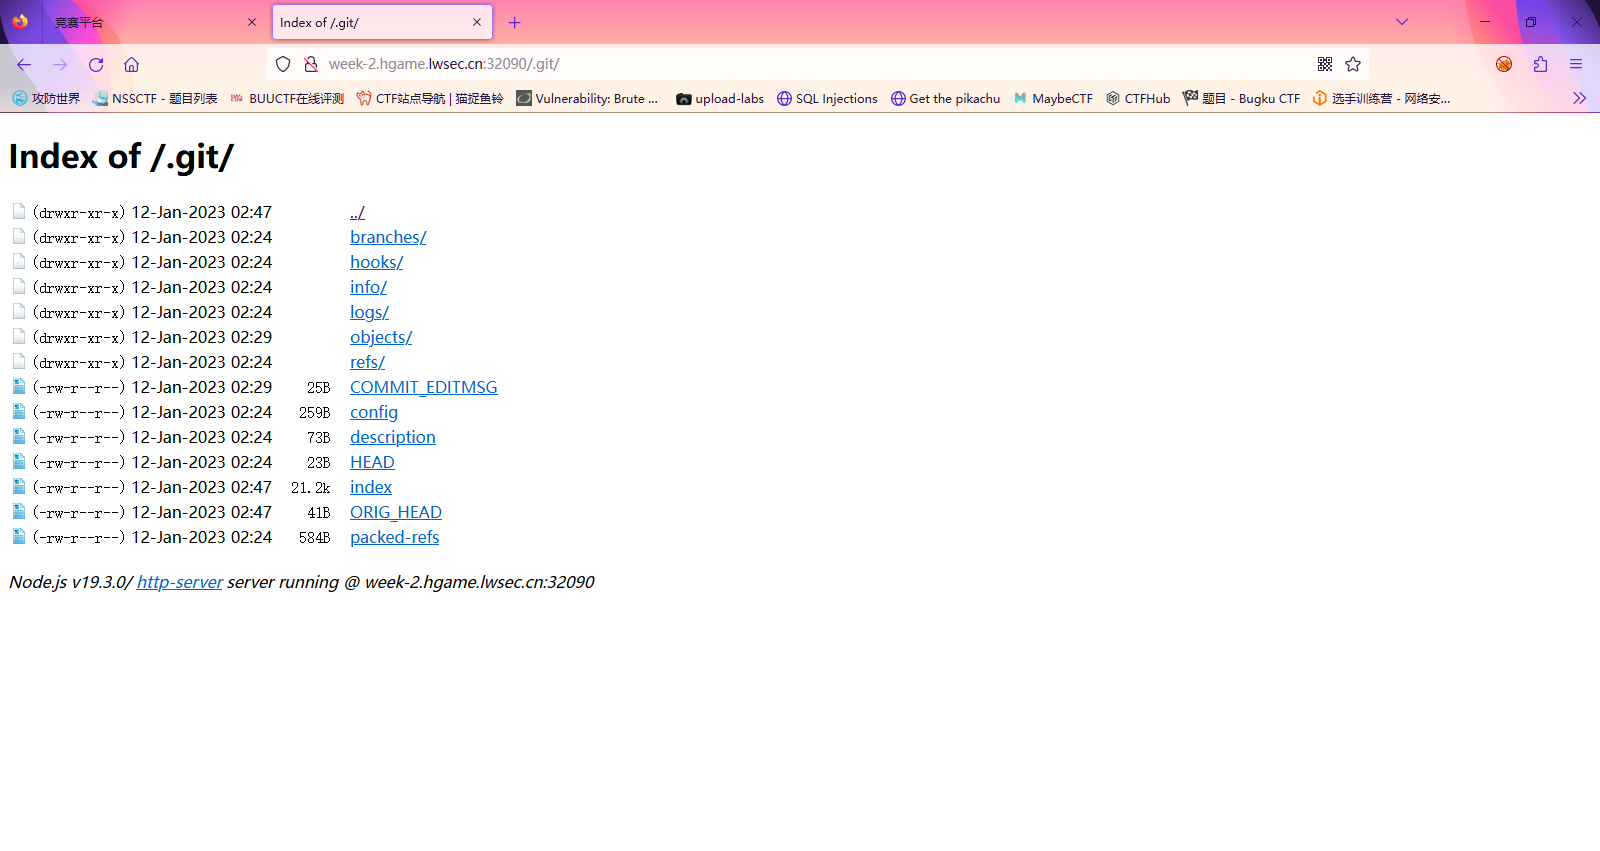 竞赛平台
Index of /.git/
week-2.hgame.lwsec.cn:32090/.git/
攻防世界 NSSCTF - 题目列表 BUUCTF在线评测 CTF站点导航 | 猫捉鱼铃 Vulnerability: Brute ... upload-labs SQL Injections Get the pikachu MaybeCTF CTFHub 题目 - Bugku CTF 选手训练营 - 网络安...
Index of /.git/
(drwxr-xr-x) 12-Jan-2023 02:47 ../
(drwxr-xr-x) 12-Jan-2023 02:24 branches/
(drwxr-xr-x) 12-Jan-2023 02:24 hooks/
(drwxr-xr-x) 12-Jan-2023 02:24 info/
(drwxr-xr-x) 12-Jan-2023 02:24 logs/
(drwxr-xr-x) 12-Jan-2023 02:29 objects/
(drwxr-xr-x) 12-Jan-2023 02:24 refs/
(-rw-r--r--) 12-Jan-2023 02:29 25B COMMIT_EDITMSG
(-rw-r--r--) 12-Jan-2023 02:24 259B config
(-rw-r--r--) 12-Jan-2023 02:24 73B description
(-rw-r--r--) 12-Jan-2023 02:24 23B HEAD
(-rw-r--r--) 12-Jan-2023 02:47 21.2k index
(-rw-r--r--) 12-Jan-2023 02:47 41B ORIG_HEAD
(-rw-r--r--) 12-Jan-2023 02:24 584B packed-refs
Node.js v19.3.0/ http-server server running @ week-2.hgame.lwsec.cn:32090